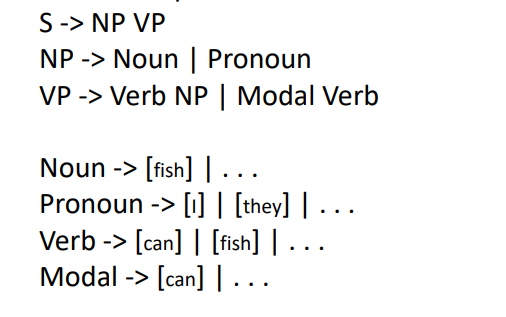 S -> NP VP
NP -> Noun | Pronoun
VP -> Verb NP | Modal Verb
Noun -> [fish] | . . .
Pronoun -> [I] | [they] | . . .
Verb -> [can] | [fish] | . . .
Modal -> [can] | . . .